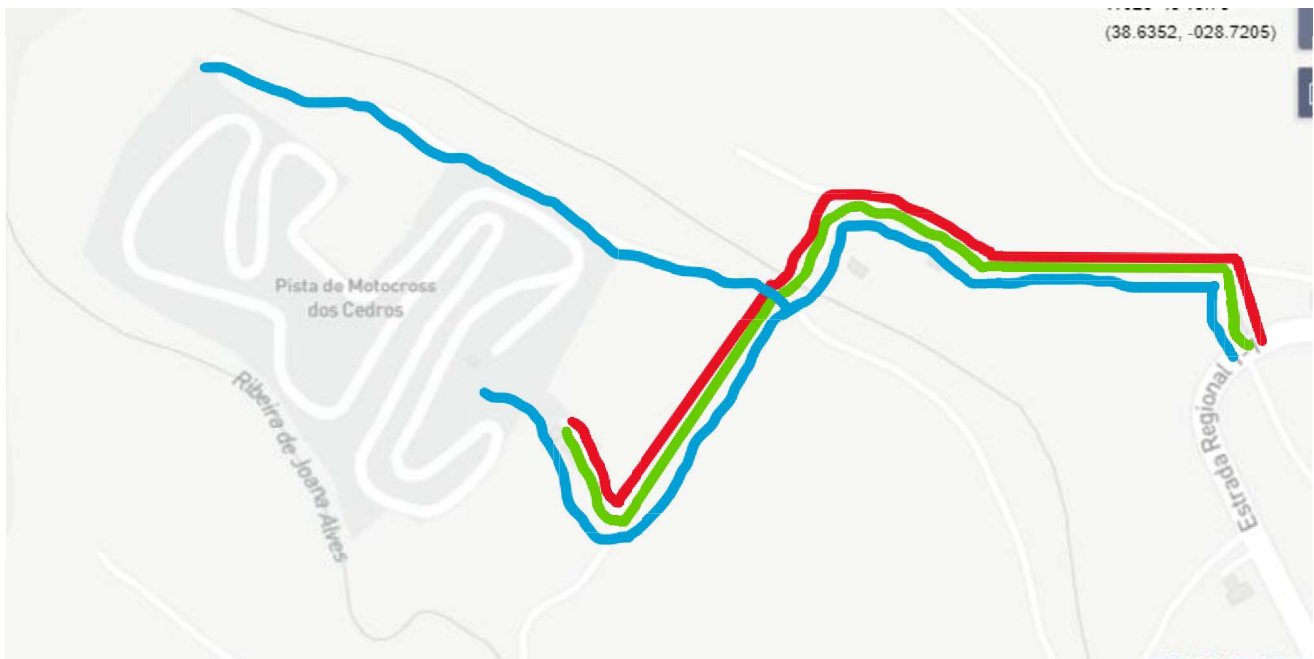 (38.6352, -028.7205)
Pista de Motocross
dos Cedros
Ribeira de Joana Alves
Estrada Regional